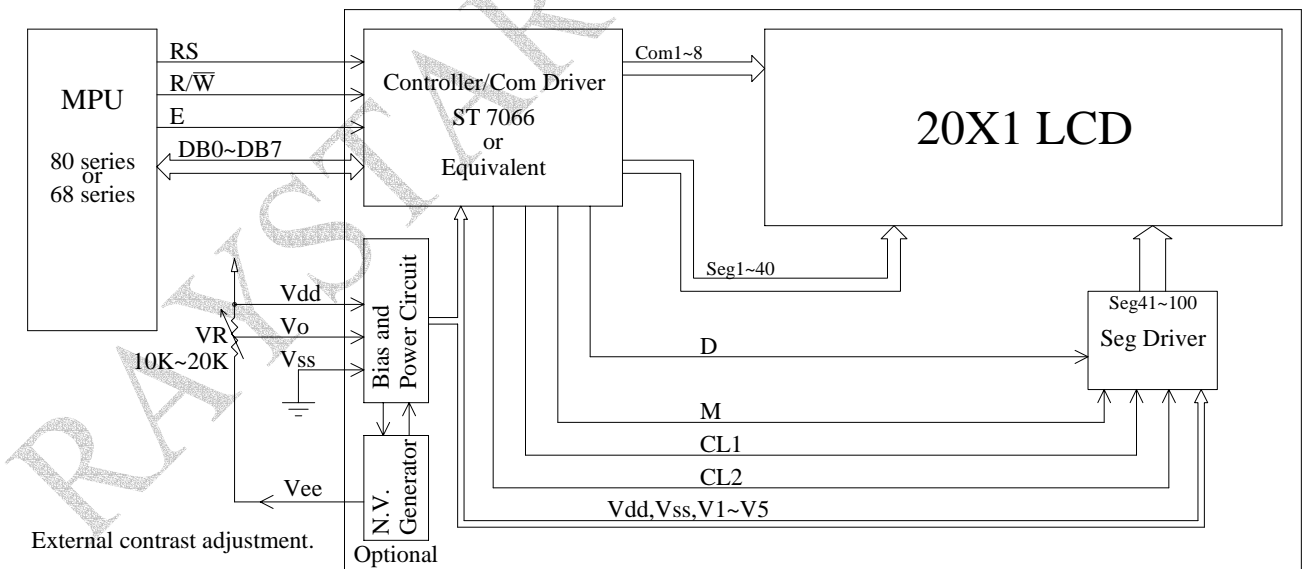 RS
R/W̅
E
DB0~DB7
MPU
80 series
or
68 series
Controller/Com Driver
ST 7066
or
Equivalent
Com1~8
20X1 LCD
Seg1~40
Seg41~100
Seg Driver
Vdd
Vo
Vss
VR
10K~20K
Bias and
Power Circuit
D
M
CL1
CL2
Vdd,Vss,V1~V5
Vee
N.V.
Generator
Optional
External contrast adjustment.
RAYSTAR